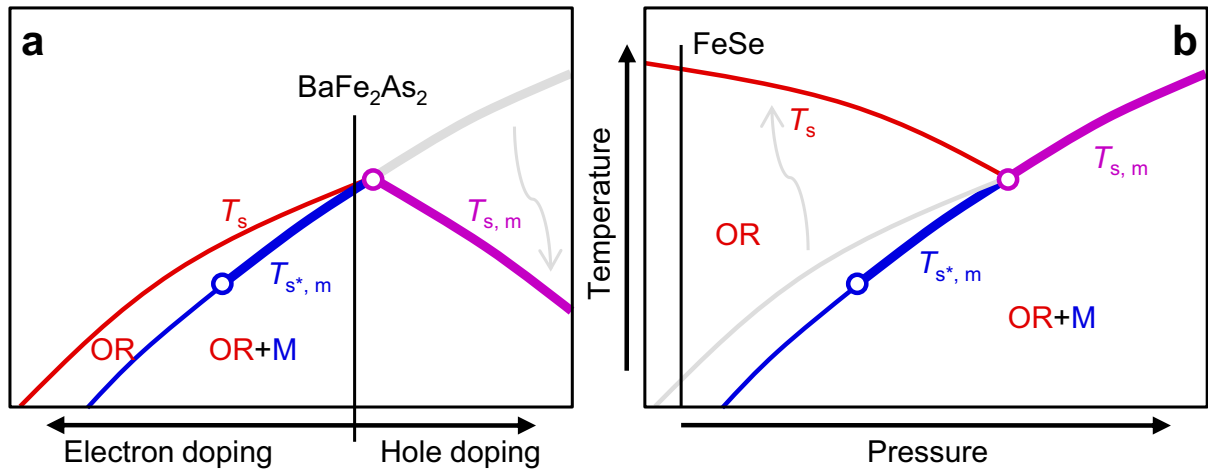 a
BaFe₂As₂
Tₛ
Tₛ, ₘ
Tₛ*, ₘ
OR
OR+M
Electron doping
Hole doping
Temperature
b
FeSe
Tₛ
Tₛ, ₘ
OR
Tₛ*, ₘ
OR+M
Pressure